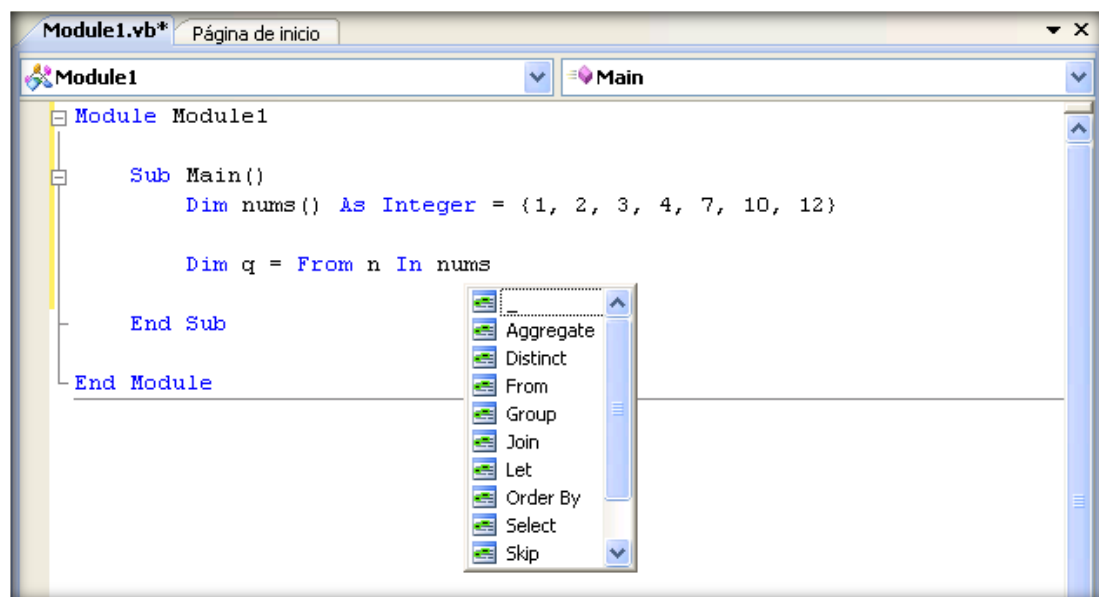 Module1.vb* Página de inicio
Module1 Main
Module Module1
Sub Main()
Dim nums() As Integer = {1, 2, 3, 4, 7, 10, 12}
Dim q = From n In nums
_
Aggregate
Distinct
From
Group
Join
Let
Order By
Select
Skip
End Sub
End Module